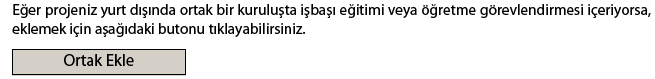 Eğer projeniz yurt dışında ortak bir kuruluşta işbaşı eğitimi veya öğretme görevlendirmesi içeriyorsa,
eklemek için aşağıdaki butonu tıklayabilirsiniz.
Ortak Ekle